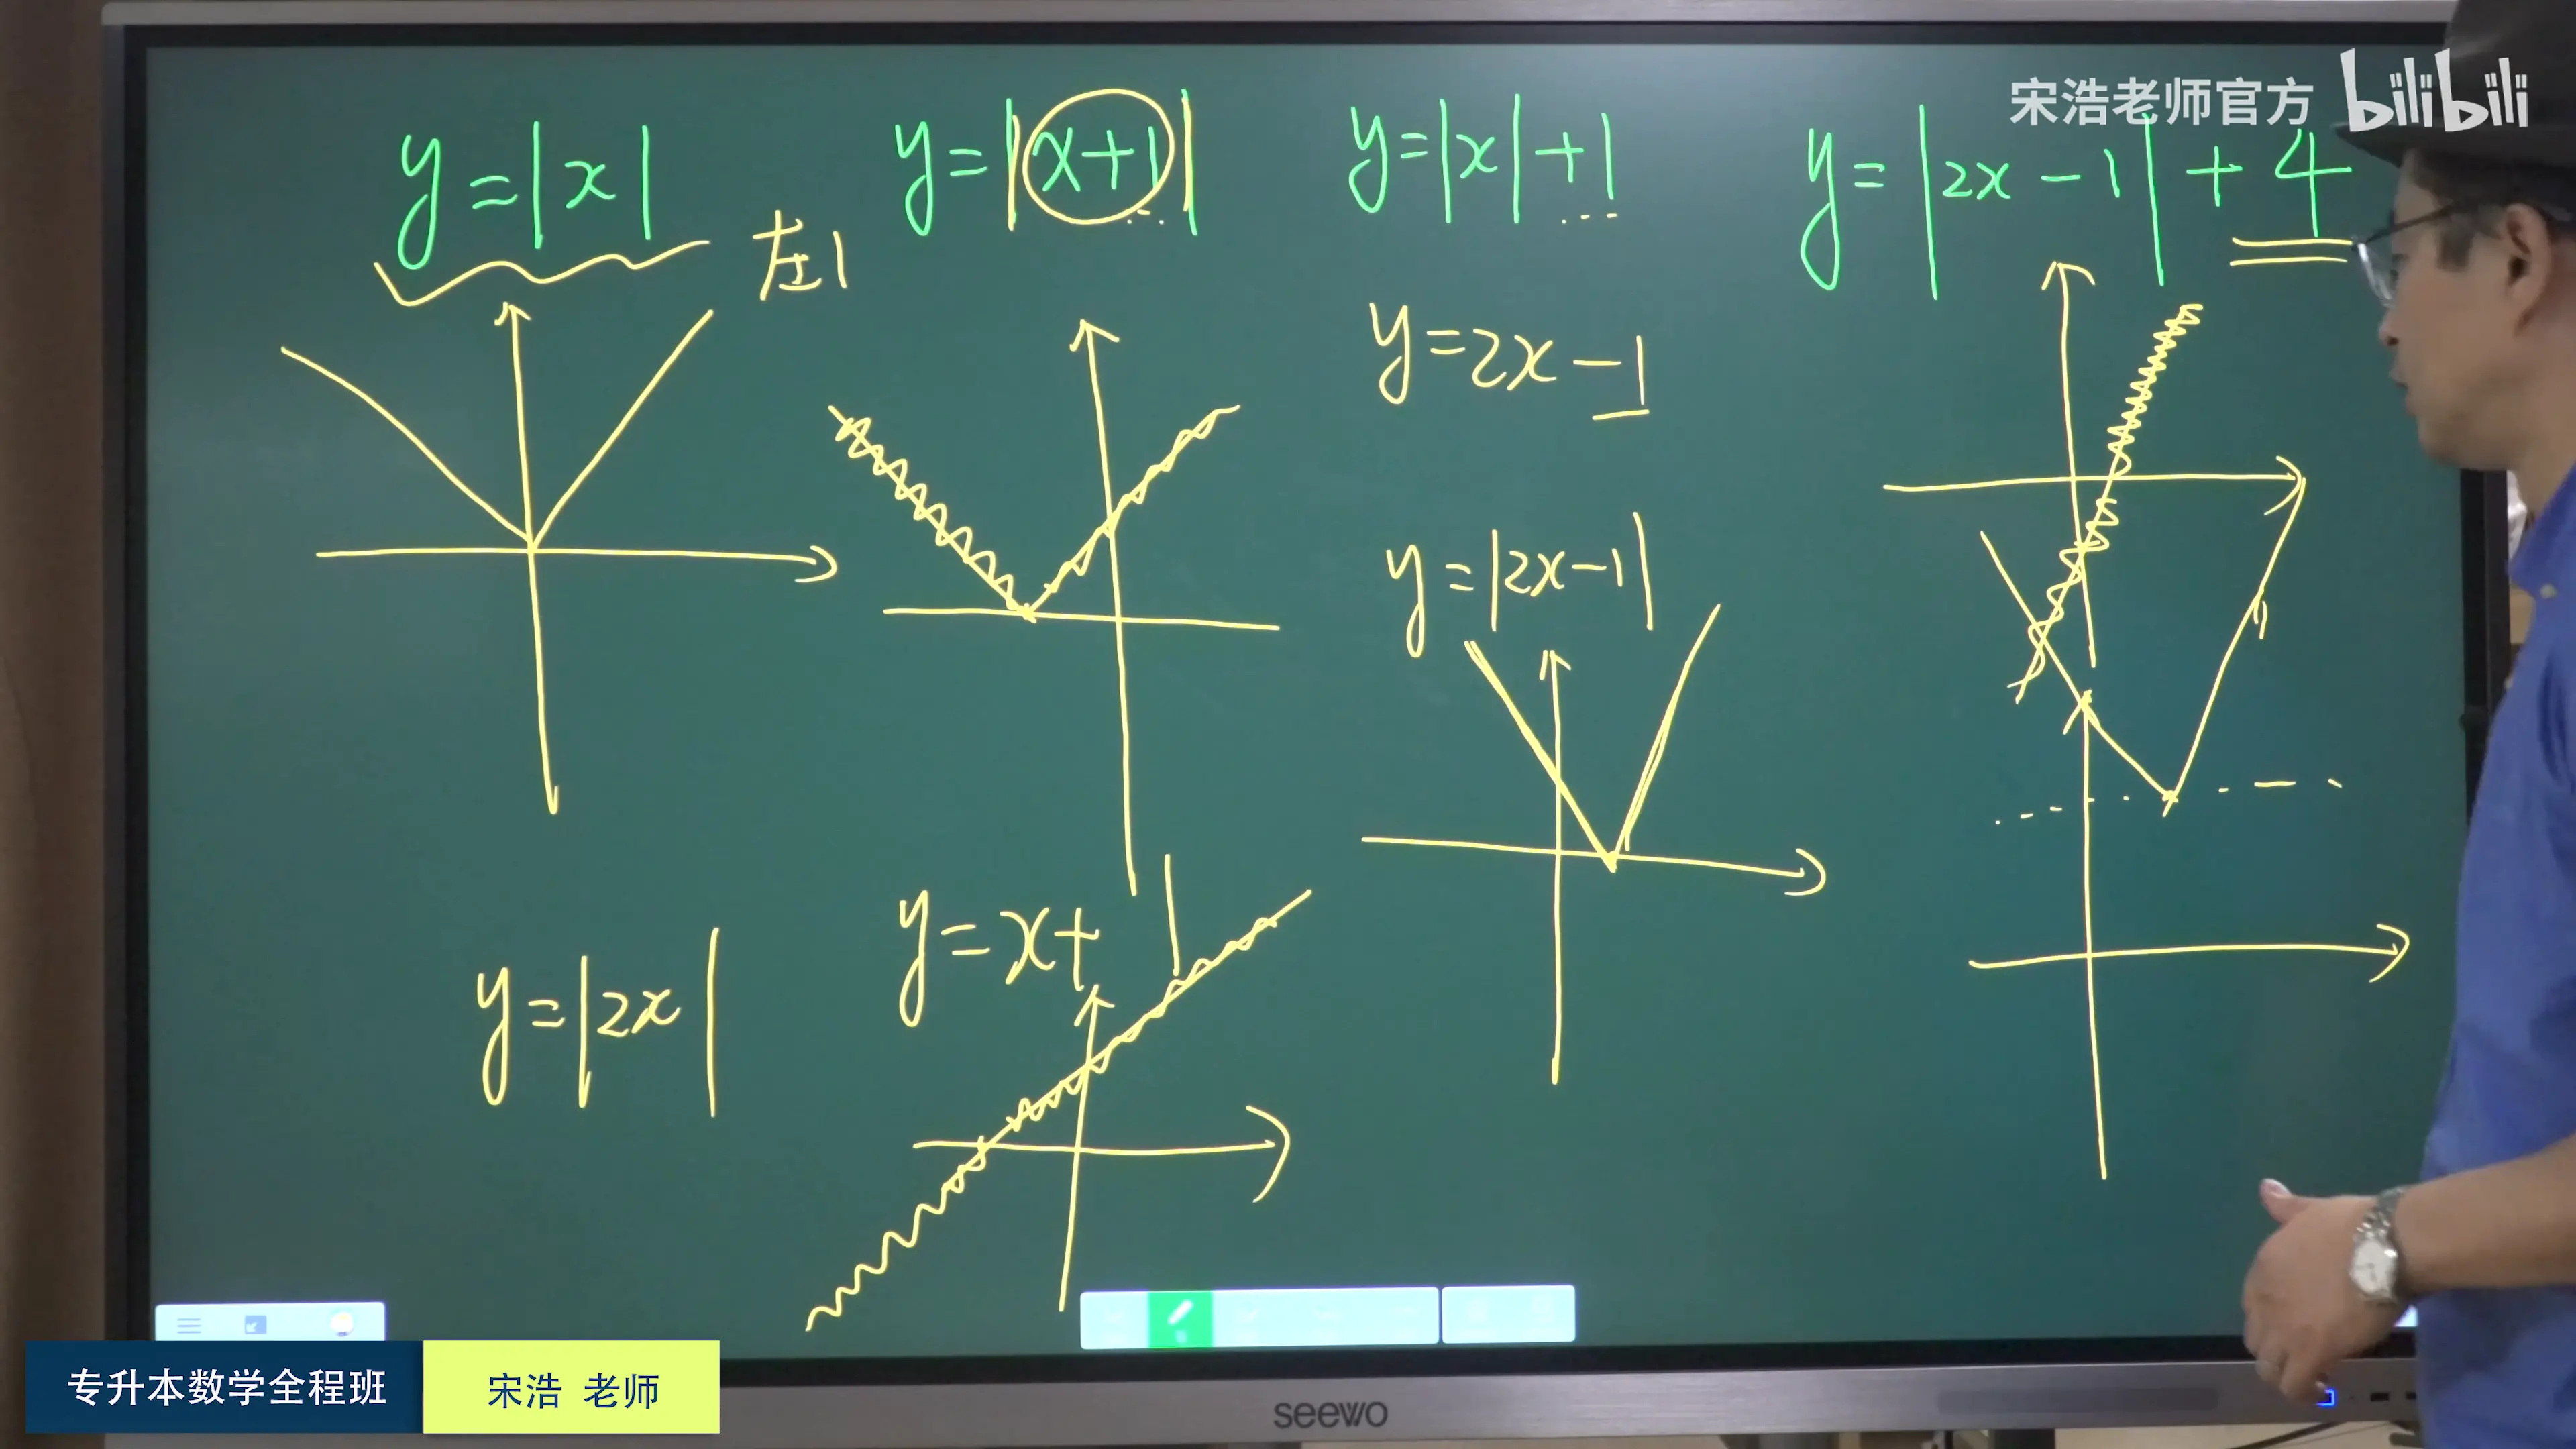 宋浩老师官方 bilibili
y=|x|
y=|x+1|
y=|x|+1
y=|2x-1|+4
左1
y=2x-1
y=|2x-1|
y=x+1
y=|2x|
专升本数学全程班
宋浩 老师
seewo